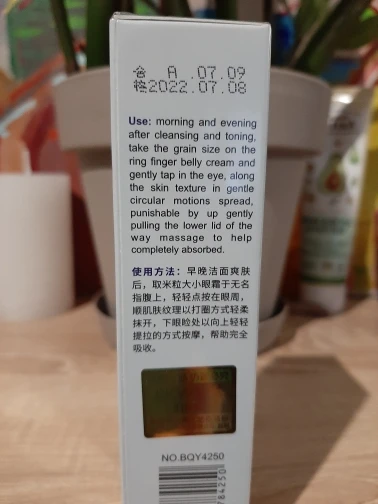 合 A .07.09
格2022.07.08
Use: morning and evening
after cleansing and toning,
take the grain size on the
ring finger belly cream and
gently tap in the eye, along
the skin texture in gentle
circular motions spread,
punishable by up gently
pulling the lower lid of the
way massage to help
completely absorbed.
使用方法：早晚洁面爽肤
后，取米粒大小眼霜于无名
指腹上，轻轻点按在眼周，
顺肌肤纹理以打圈方式轻柔
抹开，下眼睑处以向上轻轻
提拉的方式按摩，帮助完全
吸收。
NO.BQY4250